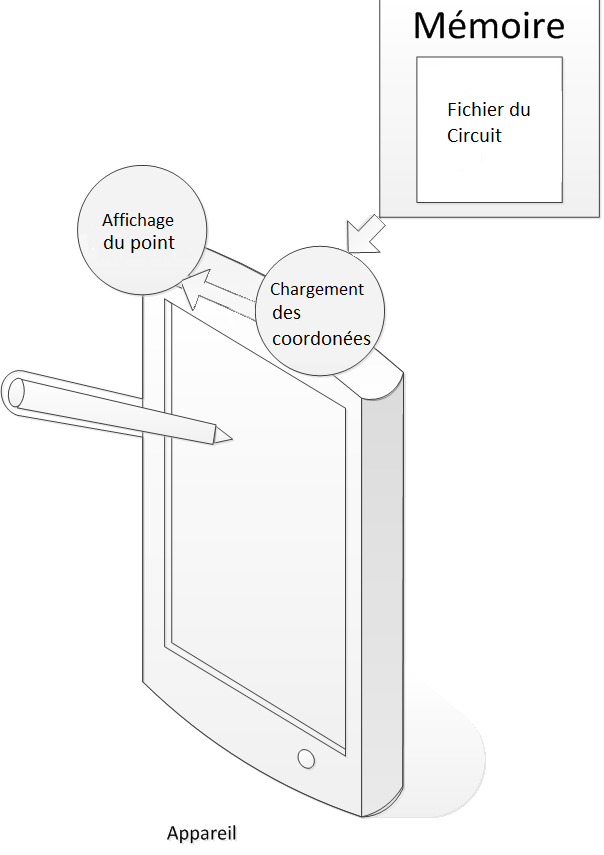 Mémoire
Fichier du
Circuit
Affichage
du point
Chargement
des
coordonées
Appareil